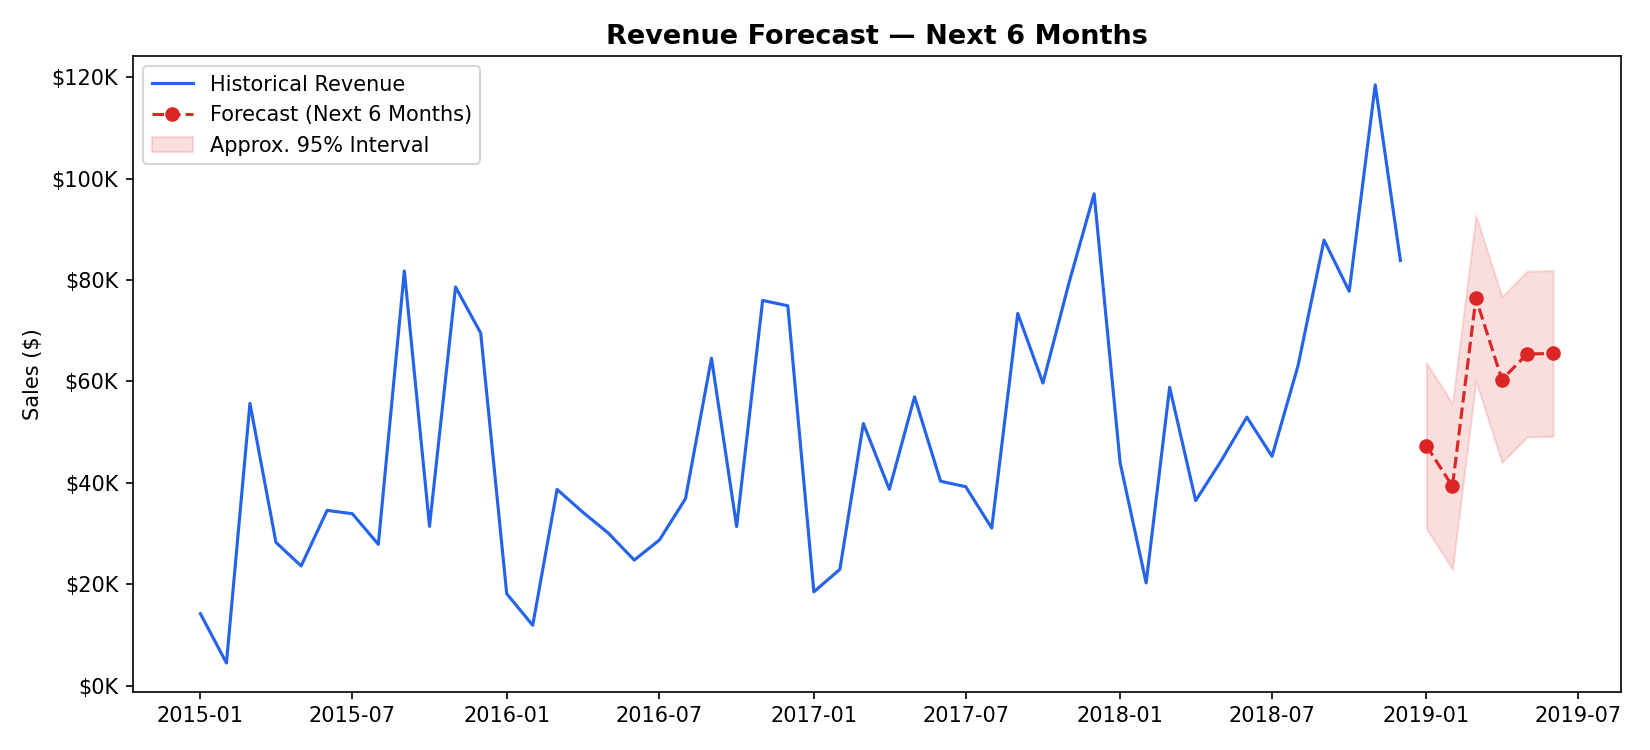 Revenue Forecast — Next 6 Months
Historical Revenue
Forecast (Next 6 Months)
Approx. 95% Interval
$120K
$100K
$80K
$60K
$40K
$20K
$0K
Sales ($)
2015-01
2015-07
2016-01
2016-07
2017-01
2017-07
2018-01
2018-07
2019-01
2019-07